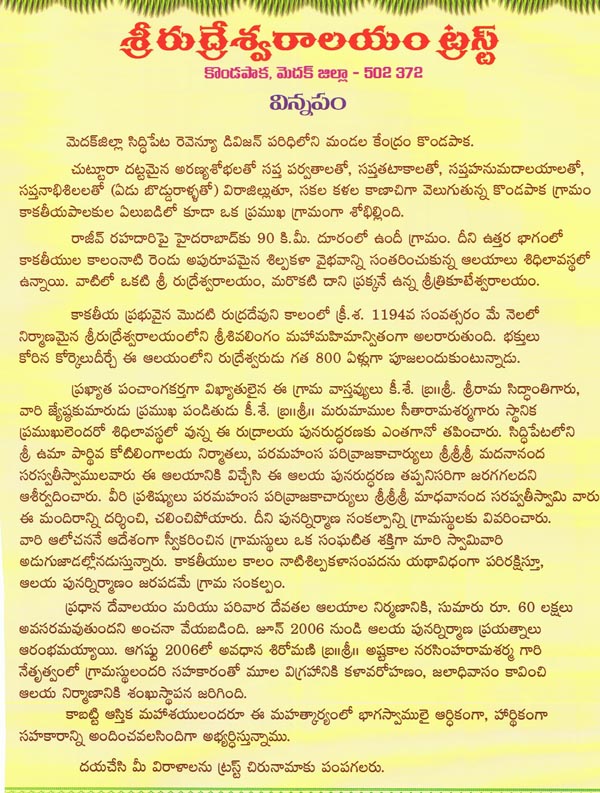 శ్రీ రుద్రేశ్వరాలయం ట్రస్ట్
కొండపాక, మెదక్ జిల్లా - 502 372
విన్నపం
మెదక్‌జిల్లా సిద్ధిపేట రెవెన్యూ డివిజన్ పరిధిలోని మండల కేంద్రం కొండపాక.
చుట్టూరా దట్టమైన అరణ్యశోభలతో సప్త పర్వతాలతో, సప్తతటాకాలతో, సప్తహనుమదాలయాలతో,
సప్తనాభిశిలలతో (ఏడు బొడ్డురాళ్ళతో) విరాజిల్లుతూ, సకల కళల కాణాచిగా వెలుగుతున్న కొండపాక గ్రామం
కాకతీయపాలకుల ఏలుబడిలో కూడా ఒక ప్రముఖ గ్రామంగా శోభిల్లింది.
రాజీవ్ రహదారిపై హైదరాబాద్‌కు 90 కి.మీ. దూరంలో ఉందీ గ్రామం. దీని ఉత్తర భాగంలో
కాకతీయుల కాలంనాటి రెండు అపురూపమైన శిల్పకళా వైభవాన్ని సంతరించుకున్న ఆలయాలు శిధిలావస్థలో
ఉన్నాయి. వాటిలో ఒకటి శ్రీ రుద్రేశ్వరాలయం, మరొకటి దాని ప్రక్కనే ఉన్న శ్రీత్రికూటేశ్వరాలయం.
కాకతీయ ప్రభువైన మొదటి రుద్రదేవుని కాలంలో క్రీ.శ. 1194వ సంవత్సరం మే నెలలో
నిర్మాణమైన శ్రీరుద్రేశ్వరాలయంలోని శ్రీశివలింగం మహామహిమాన్వితంగా అలరారుతుంది. భక్తులు
కోరిన కోర్కెలుదీర్చే ఈ ఆలయంలోని రుద్రేశ్వరుడు గత 800 ఏళ్లుగా పూజలందుకుంటున్నాడు.
ప్రఖ్యాత పంచాంగకర్తగా విఖ్యాతులైన ఈ గ్రామ వాస్తవ్యులు కీ.శే. బ్ర॥శ్రీ. శ్రీరామ సిద్ధాంతిగారు,
వారి జ్యేష్ఠకుమారుడు ప్రముఖ పండితుడు కీ.శే. బ్ర॥శ్రీ॥ మరుమాముల సీతారామశర్మగారు స్థానిక
ప్రముఖులెందరో శిధిలావస్థలో వున్న ఈ రుద్రాలయ పునరుద్ధరణకు ఎంతగానో తపించారు. సిద్ధిపేటలోని
శ్రీ ఉమా పార్థివ కోటిలింగాలయ నిర్మాతలు, పరమహంస పరివ్రాజకాచార్యులు శ్రీశ్రీశ్రీ మదనానంద
సరస్వతీస్వాములవారు ఈ ఆలయానికి విచ్చేసి ఈ ఆలయ పునరుద్ధరణ తప్పనిసరిగా జరగగలదని
ఆశీర్వదించారు. వీరి ప్రశిష్యులు పరమహంస పరివ్రాజకాచార్యులు శ్రీశ్రీశ్రీ మాధవానంద సరస్వతీస్వామి వారు
ఈ మందిరాన్ని దర్శించి, చలించిపోయారు. దీని పునర్నిర్మాణ సంకల్పాన్ని గ్రామస్థులకు వివరించారు.
వారి ఆలోచననే ఆదేశంగా స్వీకరించిన గ్రామస్థులు ఒక సంఘటిత శక్తిగా మారి స్వామివారి
అడుగుజాడల్లోనడుస్తున్నారు. కాకతీయుల కాలం నాటిశిల్పకళాసంపదను యథావిధంగా పరిరక్షిస్తూ,
ఆలయ పునర్నిర్మాణం జరపడమే గ్రామ సంకల్పం.
ప్రధాన దేవాలయం మరియు పరివార దేవతల ఆలయాల నిర్మణానికి, సుమారు రూ. 60 లక్షలు
అవసరమవుతుందని అంచనా వేయబడింది. జూన్ 2006 నుండి ఆలయ పునర్నిర్మాణ ప్రయత్నాలు
ఆరంభమయ్యాయి. ఆగష్టు 2006లో అవధాన శిరోమణి బ్ర॥శ్రీ॥ అష్టకాల నరసింహరామశర్మ గారి
నేతృత్వంలో గ్రామస్థులందరి సహకారంతో మూల విగ్రహానికి కళావరోహణం, జలాధివాసం కావించి
ఆలయ నిర్మాణానికి శంఖుస్థాపన జరిగింది.
కాబట్టి ఆస్తిక మహాశయులందరూ ఈ మహత్కార్యంలో భాగస్వాములై ఆర్ధికంగా, హార్థికంగా
సహకారాన్ని అందించవలసిందిగా అభ్యర్ధిస్తున్నాము.
దయచేసి మీ విరాళాలను ట్రస్ట్ చిరునామాకు పంపగలరు.